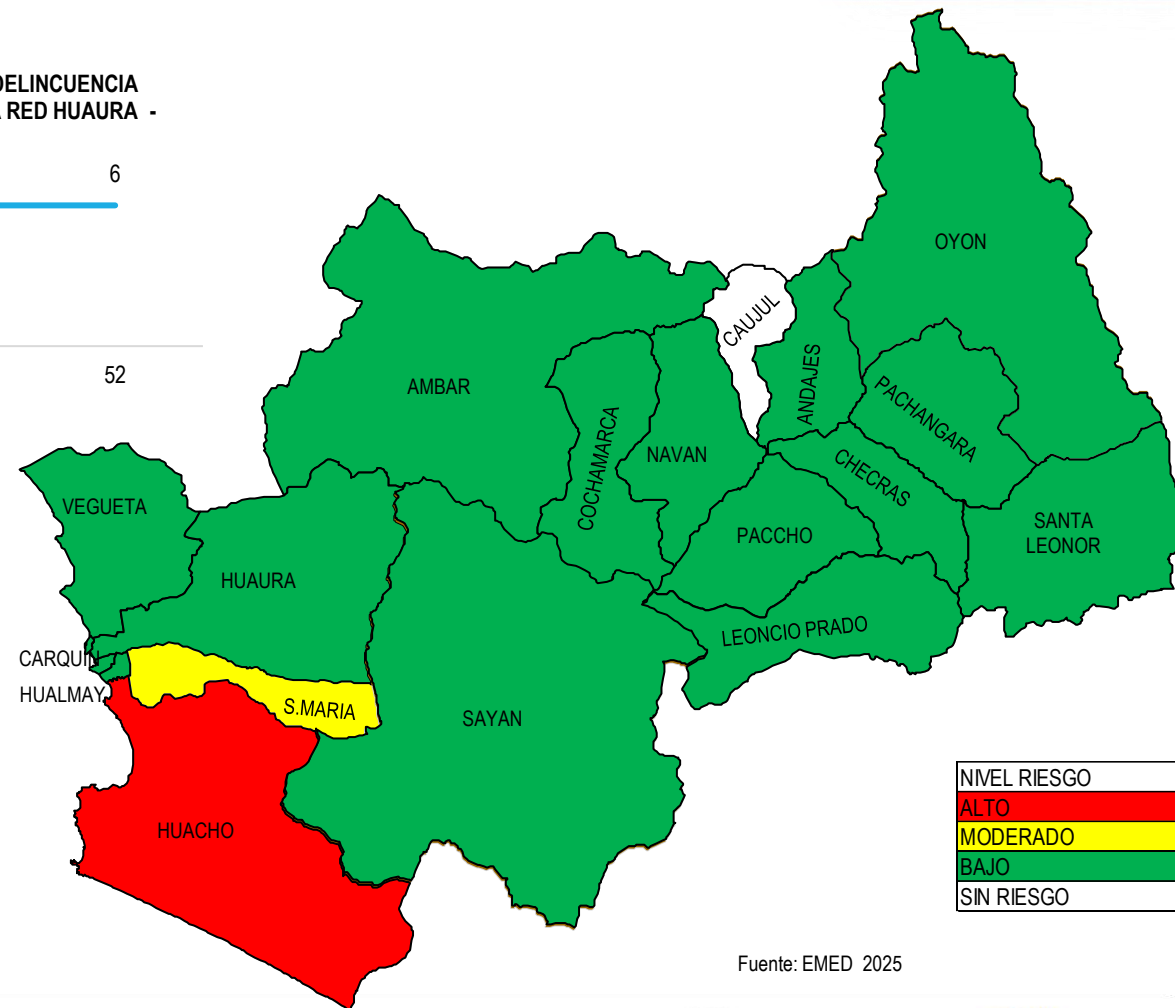 DELINCUENCIA
RED HUAURA -
6
52
OYON
CAUJUL
AMBAR
ANDAJES
PACHANGARA
COCHAMARCA
NAVAN
CHECRAS
VEGUETA
PACCHO
SANTA
LEONOR
HUAURA
LEONCIO PRADO
CARQUIN
HUALMAY
S.MARIA
SAYAN
HUACHO
NIVEL RIESGO
ALTO
MODERADO
BAJO
SIN RIESGO
Fuente: EMED 2025